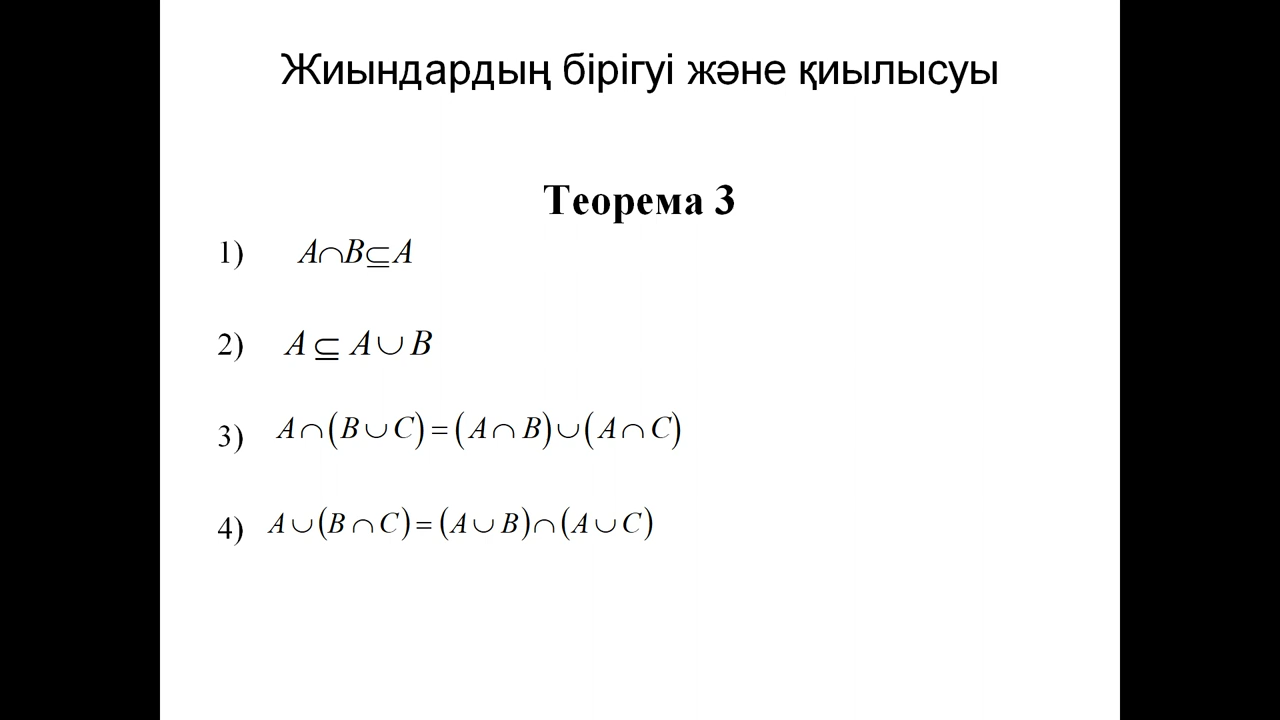 Жиындардың бірігуі және қиылысуы
Теорема 3
1) A∩B⊆A
2) A ⊆ A∪B
3) A∩(B∪C)=(A∩B)∪(A∩C)
4) A∪(B∩C)=(A∪B)∩(A∪C)